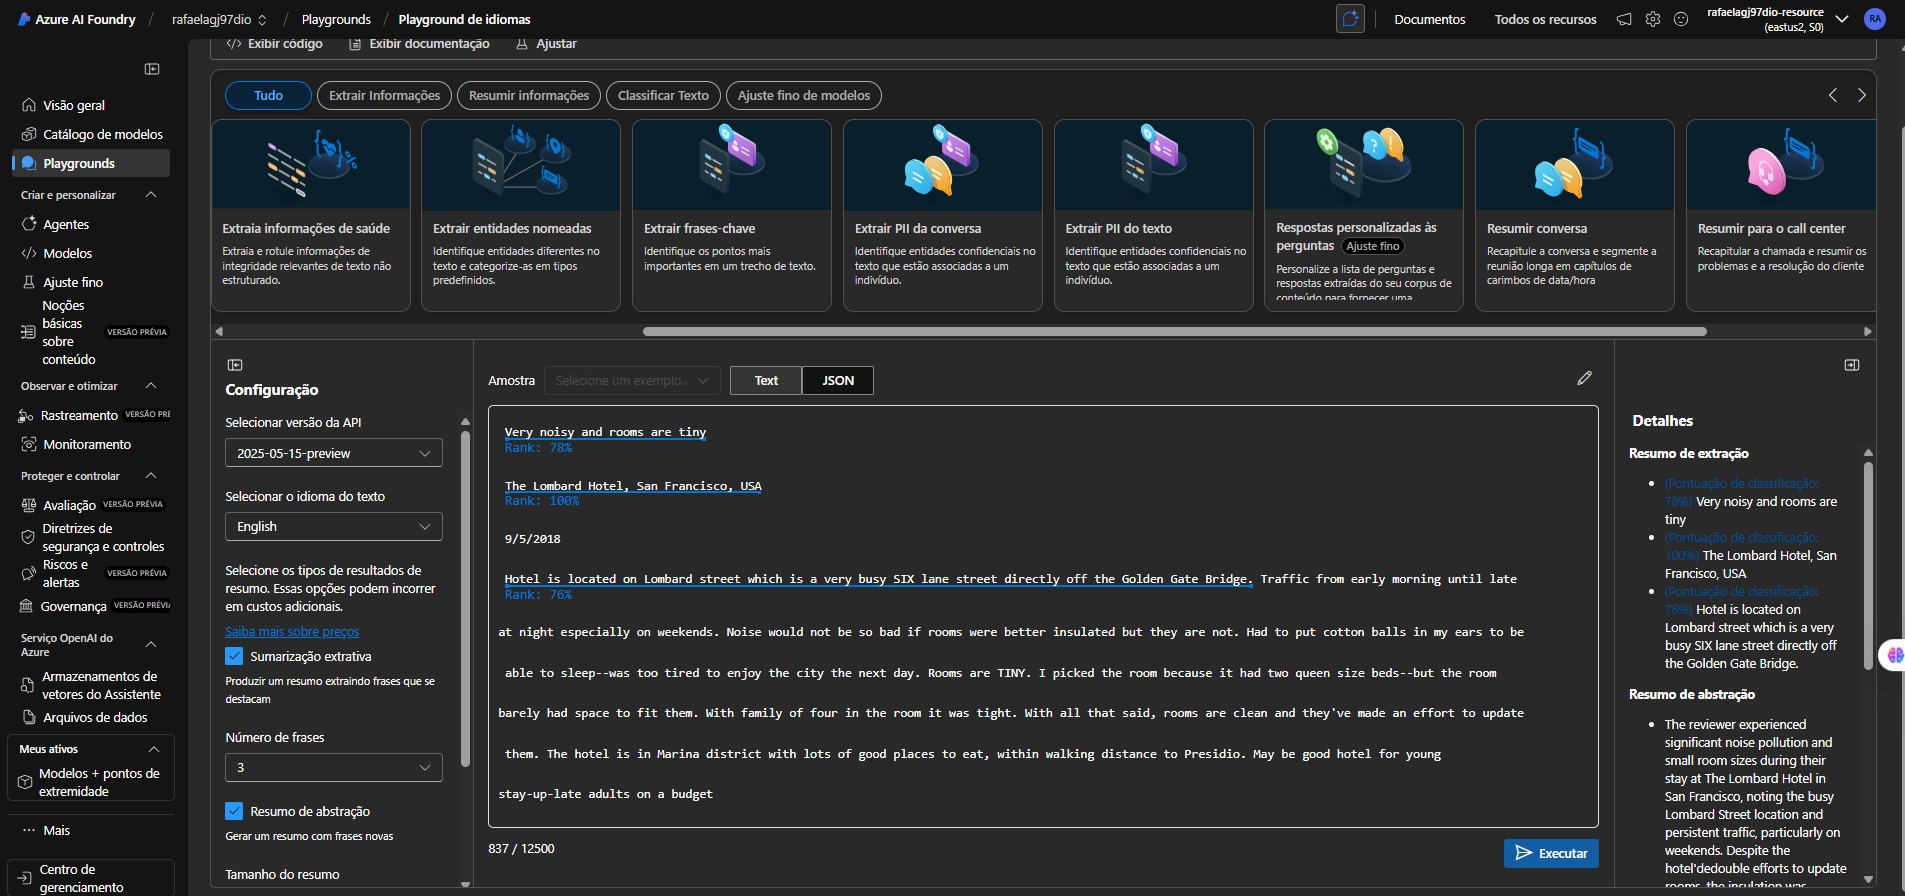 Azure AI Foundry / rafaelagj97dio / Playgrounds / Playground de idiomas
Documentos Todos os recursos rafaelagj97dio-resource
(eastus2, S0) RA
Exibir código Exibir documentação Ajustar
Visão geral
Catálogo de modelos
Playgrounds
Criar e personalizar
Agentes
Modelos
Ajuste fino
Noções
básicas
sobre
conteúdo
VERSÃO PRÉVIA
Observar e otimizar
Rastreamento VERSÃO PRÉ
Monitoramento
Proteger e controlar
Avaliação VERSÃO PRÉVIA
Diretrizes de
segurança e controles
Riscos e
alertas
VERSÃO PRÉVIA
Governança VERSÃO PRÉVIA
Serviço OpenAI do
Azure
Armazenamentos de
vetores do Assistente
Arquivos de dados
Meus ativos
Modelos + pontos de
extremidade
Mais
Centro de
gerenciamento
Tudo Extrair Informações Resumir informações Classificar Texto Ajuste fino de modelos
Extraia informações de saúde
Extraia e rotule informações de
integridade relevantes de texto não
estruturado.
Extrair entidades nomeadas
Identifique entidades diferentes no
texto e categorize-as em tipos
predefinidos.
Extrair frases-chave
Identifique os pontos mais
importantes em um trecho de texto.
Extrair PII da conversa
Identifique entidades confidenciais no
texto que estão associadas a um
indivíduo.
Extrair PII do texto
Identifique entidades confidenciais no
texto que estão associadas a um
indivíduo.
Respostas personalizadas às
perguntas Ajuste fino
Personalize a lista de perguntas e
respostas extraídas do seu corpus de
conteúdo para fornecer uma
Resumir conversa
Recapitule a conversa e segmente a
reunião longa em capítulos de
carimbos de data/hora
Resumir para o call center
Recapitular a chamada e resumir os
problemas e a resolução do cliente
Configuração
Selecionar versão da API
2025-05-15-preview
Selecionar o idioma do texto
English
Selecione os tipos de resultados de
resumo. Essas opções podem incorrer
em custos adicionais.
Saiba mais sobre preços
Sumarização extrativa
Produzir um resumo extraindo frases que se
destacam
Número de frases
3
Resumo de abstração
Gerar um resumo com frases novas
Tamanho do resumo
Amostra Selecione um exemplo... Text JSON
Very noisy and rooms are tiny
Rank: 78%
The Lombard Hotel, San Francisco, USA
Rank: 100%
9/5/2018
Hotel is located on Lombard street which is a very busy SIX lane street directly off the Golden Gate Bridge. Traffic from early morning until late
Rank: 76%
at night especially on weekends. Noise would not be so bad if rooms were better insulated but they are not. Had to put cotton balls in my ears to be
able to sleep--was too tired to enjoy the city the next day. Rooms are TINY. I picked the room because it had two queen size beds--but the room
barely had space to fit them. With family of four in the room it was tight. With all that said, rooms are clean and they've made an effort to update
them. The hotel is in Marina district with lots of good places to eat, within walking distance to Presidio. May be good hotel for young
stay-up-late adults on a budget
837 / 12500
Executar
Detalhes
Resumo de extração
(Pontuação de classificação:
78%) Very noisy and rooms are
tiny
(Pontuação de classificação:
100%) The Lombard Hotel, San
Francisco, USA
(Pontuação de classificação:
76%) Hotel is located on
Lombard street which is a very
busy SIX lane street directly off
the Golden Gate Bridge.
Resumo de abstração
The reviewer experienced
significant noise pollution and
small room sizes during their
stay at The Lombard Hotel in
San Francisco, noting the busy
Lombard Street location and
persistent traffic, particularly on
weekends. Despite the
hotel'dedouble efforts to update
rooms, the insulation was